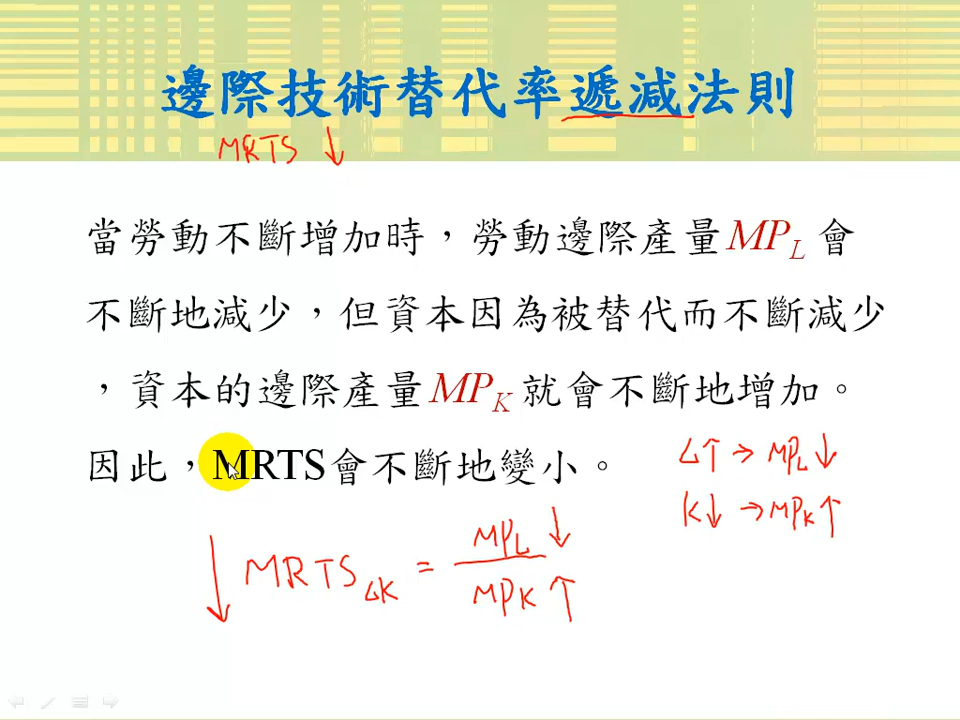 邊際技術替代率遞減法則
MRTS ↓
當勞動不斷增加時，勞動邊際產量MP_L會
不斷地減少，但資本因為被替代而不斷減少
，資本的邊際產量MP_K就會不斷地增加。
因此，MRTS會不斷地變小。
L↑ → MP_L↓
K↓ → MP_K↑
↓ MRTS_LK = MP_L↓
MP_K↑